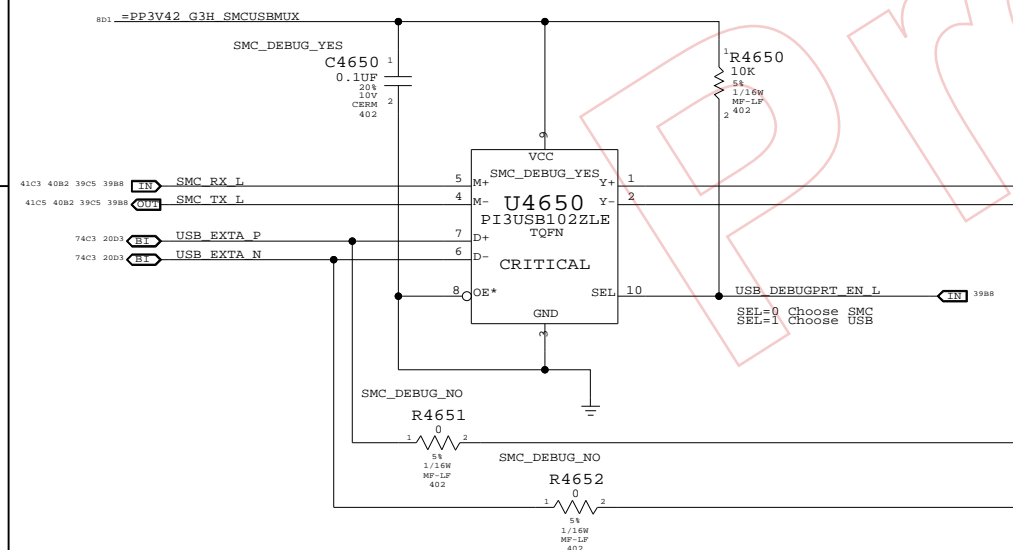 8D1 =PP3V42_G3H_SMCUSBMUX
SMC_DEBUG_YES
C4650 1
0.1UF
20%
10V
CERM 2
402
1 R4650
10K
5%
1/16W
MF-LF
402 2
9
VCC
SMC_DEBUG_YES
41C3 40B2 39C5 39B8 IN SMC_RX_L 5 M+ Y+ 1
41C5 40B2 39C5 39B8 OUT SMC_TX_L 4 M- Y- 2
U4650
PI3USB102ZLE
TQFN
74C3 20D3 BI USB_EXTA_P 7 D+
74C3 20D3 BI USB_EXTA_N 6 D-
CRITICAL
8 OE* SEL 10 USB_DEBUGPRT_EN_L IN 39B8
SEL=0 Choose SMC
SEL=1 Choose USB
GND
3
SMC_DEBUG_NO
R4651
0
1 2
5%
1/16W
MF-LF
402
SMC_DEBUG_NO
R4652
0
1 2
5%
1/16W
MF-LF
402
Pr